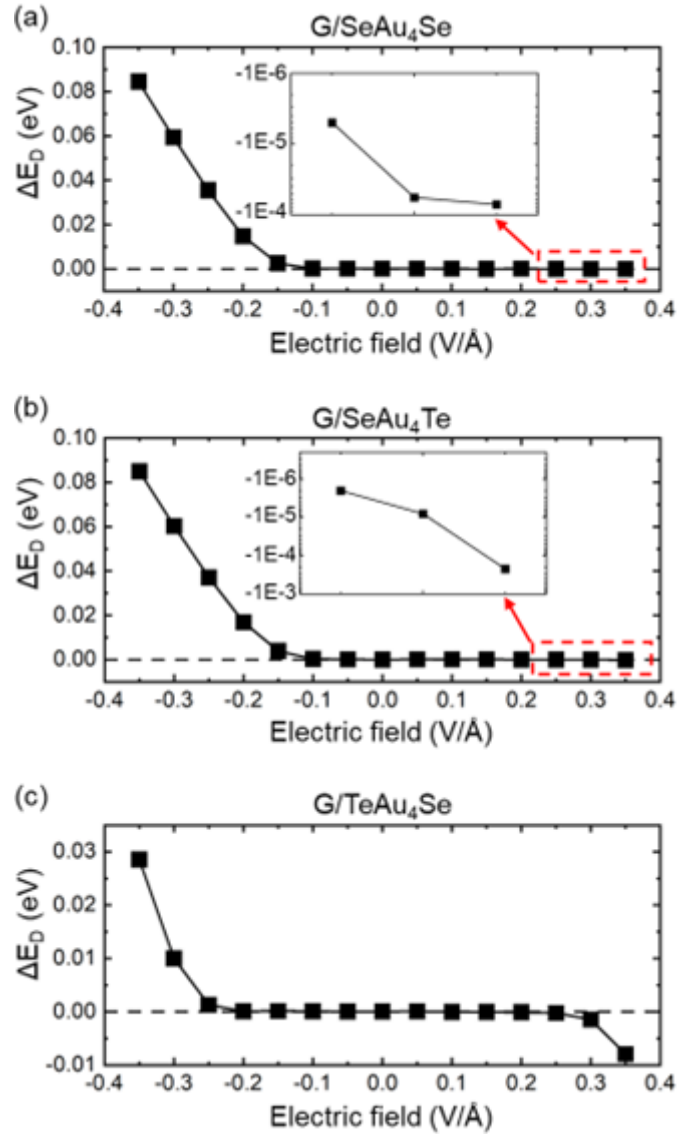 (a)
G/SeAu₄Se
0.10
0.08
0.06
0.04
0.02
0.00
ΔE_D (eV)
-1E-6
-1E-5
-1E-4
-0.4 -0.3 -0.2 -0.1 0.0 0.1 0.2 0.3 0.4
Electric field (V/Å)
(b)
G/SeAu₄Te
0.10
0.08
0.06
0.04
0.02
0.00
ΔE_D (eV)
-1E-6
-1E-5
-1E-4
-1E-3
-0.4 -0.3 -0.2 -0.1 0.0 0.1 0.2 0.3 0.4
Electric field (V/Å)
(c)
G/TeAu₄Se
0.03
0.02
0.01
0.00
-0.01
ΔE_D (eV)
-0.4 -0.3 -0.2 -0.1 0.0 0.1 0.2 0.3 0.4
Electric field (V/Å)